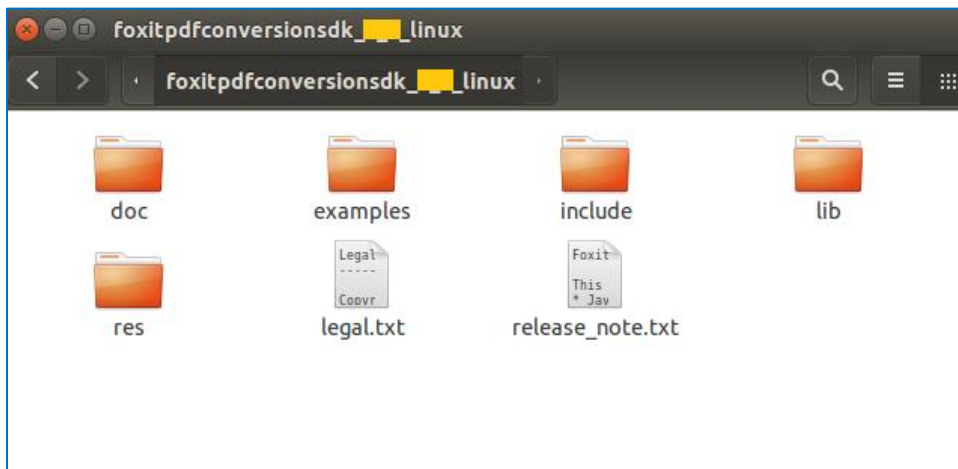 foxitpdfconversionsdk_ _ _linux
foxitpdfconversionsdk_ _ _linux
doc examples include lib
Legal
-----
Copyr
Foxit
This
* Jav
res legal.txt release_note.txt